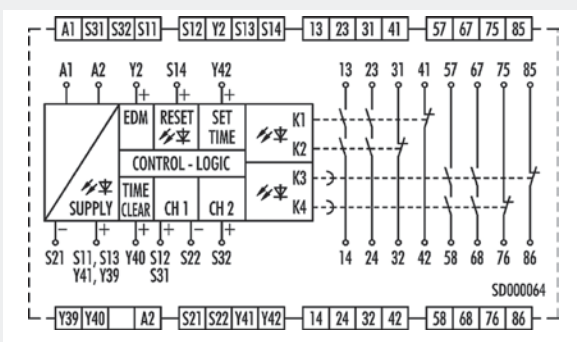 A1 S31 S32 S11 S12 Y2 S13 S14 13 23 31 41 57 67 75 85
A1 A2 Y2 S14 Y42 13 23 31 41 57 67 75 85
+ + +
EDM RESET SET TIME K1
K2
CONTROL - LOGIC
K3
SUPPLY TIME CLEAR CH 1 CH 2 K4
- + + - +
S21 S11, S13 Y40 S12 S22 S32 14 24 32 42 58 68 76 86
Y41, Y39 S31
SD000064
Y39 Y40 A2 S21 S22 Y41 Y42 14 24 32 42 58 68 76 86